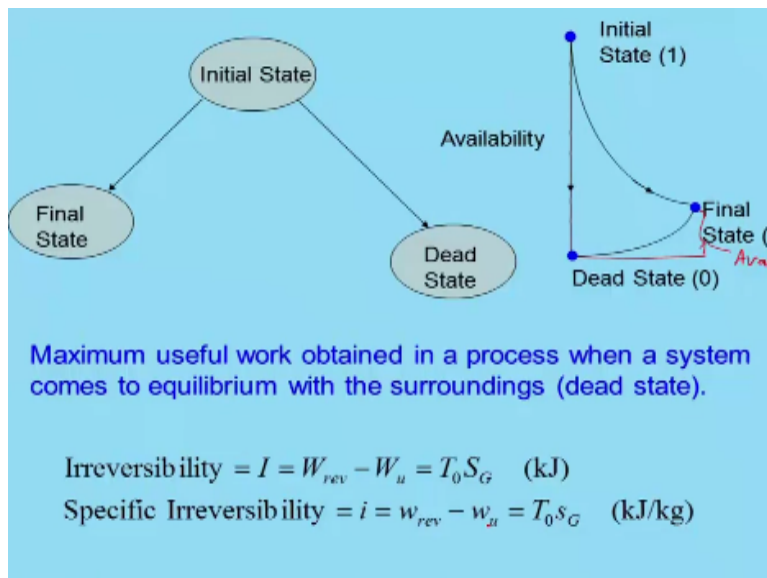 Initial State
Final
State
Dead
State
Initial
State (1)
Availability
Final
State (
Ava
Dead State (0)
Maximum useful work obtained in a process when a system
comes to equilibrium with the surroundings (dead state).
Irreversibility = I = W_rev − W_u = T_0 S_G (kJ)
Specific Irreversibility = i = w_rev − w_u = T_0 s_G (kJ/kg)